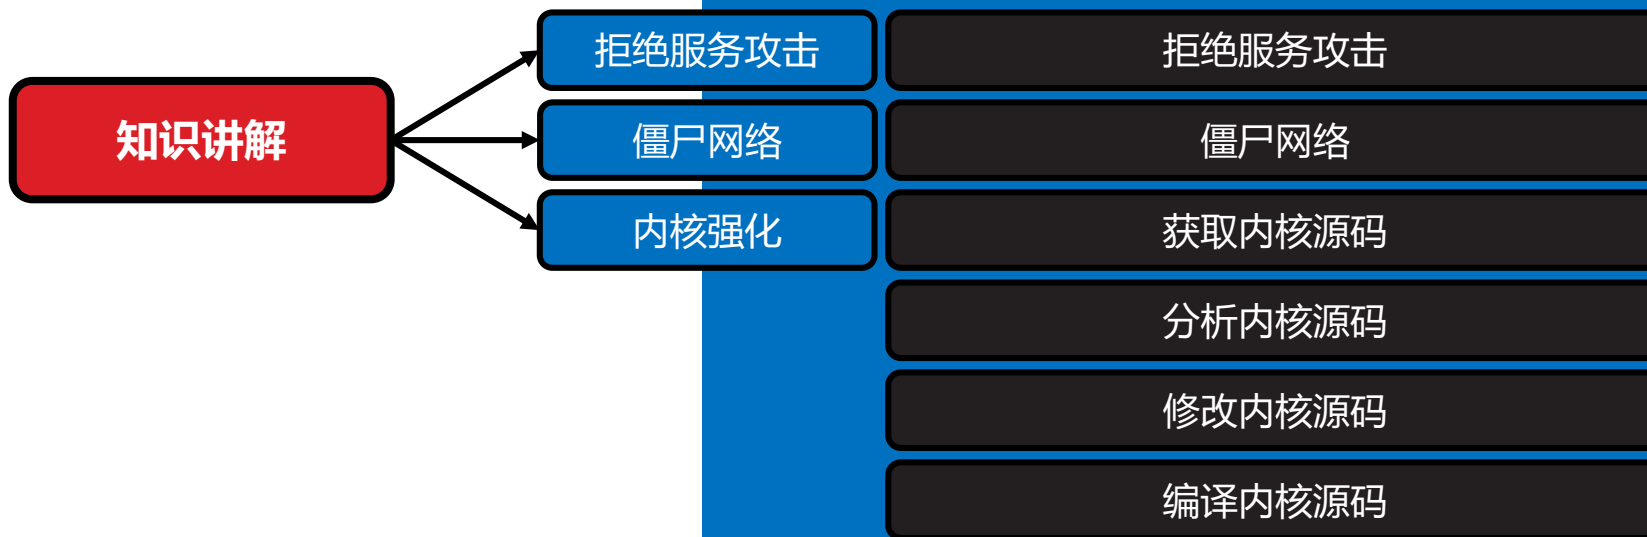 知识讲解
拒绝服务攻击
拒绝服务攻击
僵尸网络
僵尸网络
内核强化
获取内核源码
分析内核源码
修改内核源码
编译内核源码